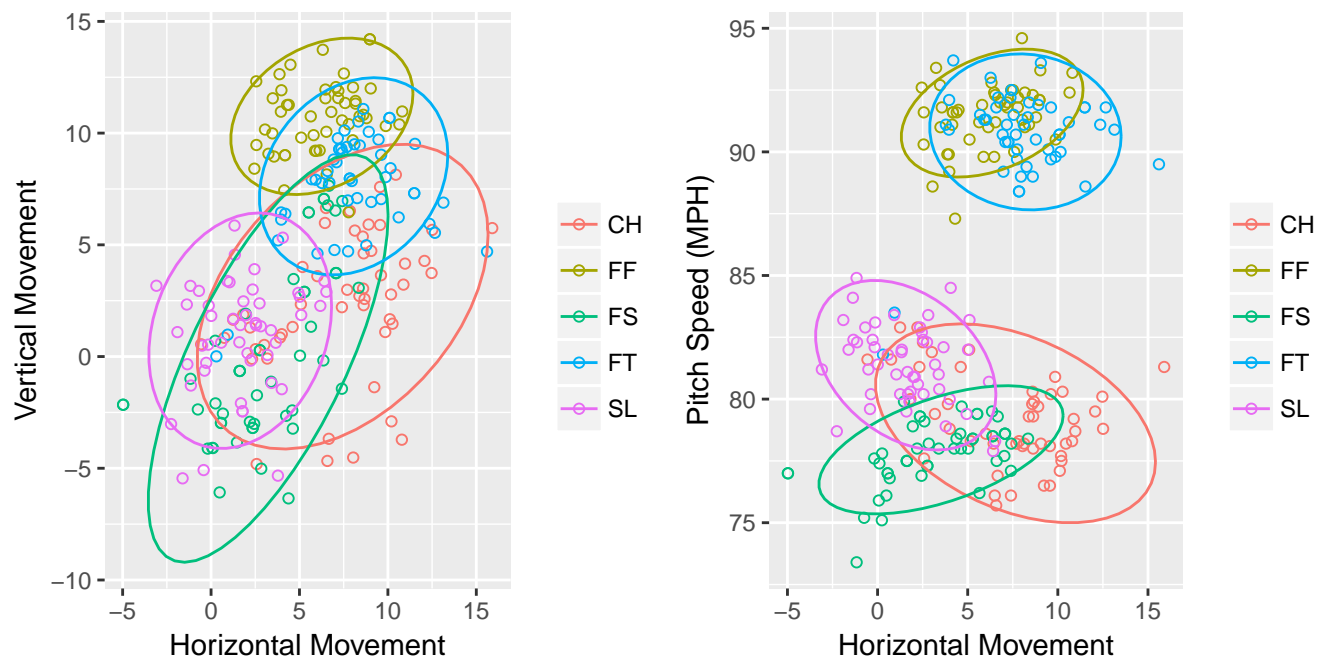 Vertical Movement
15
10
5
0
−5
−10
−5 0 5 10 15
Horizontal Movement
CH
FF
FS
FT
SL
Pitch Speed (MPH)
95
90
85
80
75
−5 0 5 10 15
Horizontal Movement
CH
FF
FS
FT
SL